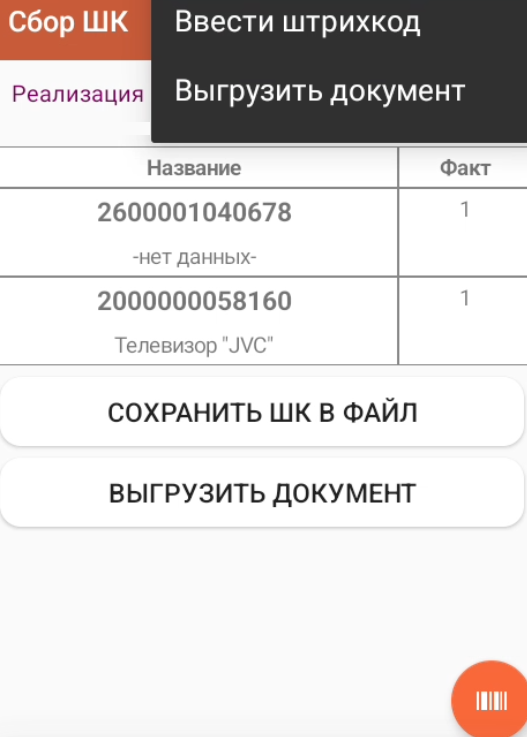 Сбор ШК
Ввести штрихкод
Реализация
Выгрузить документ
Название Факт
2600001040678 1
-нет данных-
2000000058160 1
Телевизор "JVC"
СОХРАНИТЬ ШК В ФАЙЛ
ВЫГРУЗИТЬ ДОКУМЕНТ